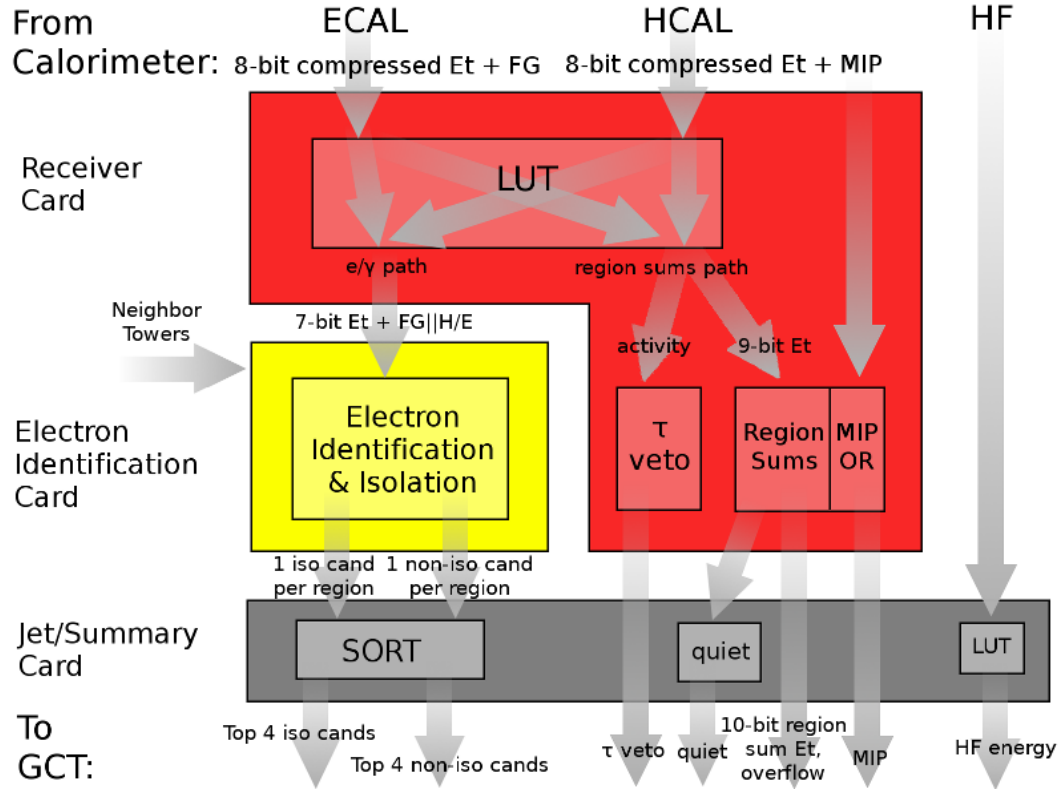 From
Calorimeter:
ECAL
HCAL
HF
8-bit compressed Et + FG
8-bit compressed Et + MIP
Receiver
Card
LUT
e/γ path
region sums path
Neighbor
Towers
7-bit Et + FG||H/E
activity
9-bit Et
Electron
Identification
Card
Electron
Identification
& Isolation
τ
veto
Region
Sums
MIP
OR
1 iso cand
per region
1 non-iso cand
per region
Jet/Summary
Card
SORT
quiet
LUT
To
GCT:
Top 4 iso cands
Top 4 non-iso cands
τ veto
quiet
10-bit region
sum Et,
overflow
MIP
HF energy